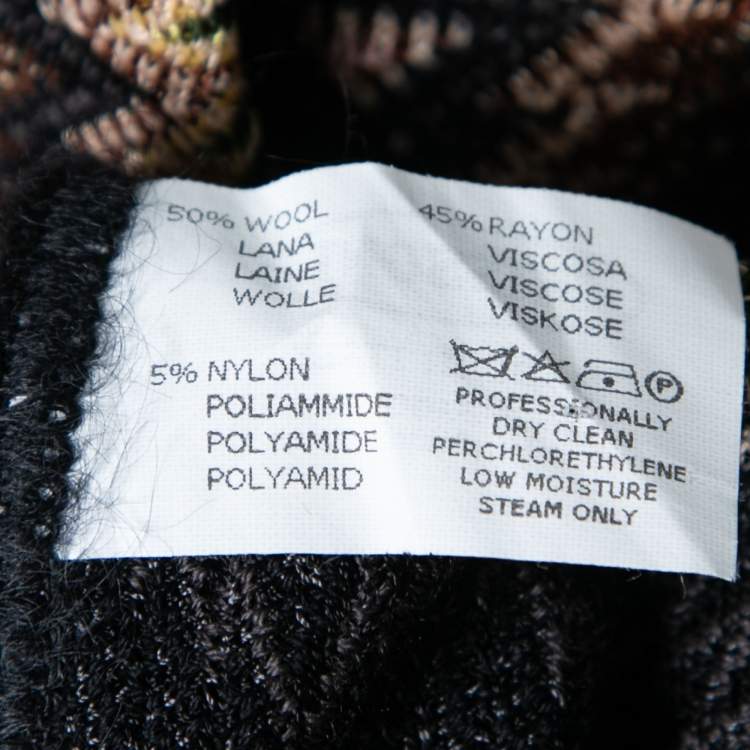 50% WOOL
LANA
LAINE
WOLLE
45% RAYON
VISCOSA
VISCOSE
VISKOSE
5% NYLON
POLIAMMIDE
POLYAMIDE
POLYAMID
P
PROFESSIONALLY
DRY CLEAN
PERCHLORETHYLENE
LOW MOISTURE
STEAM ONLY